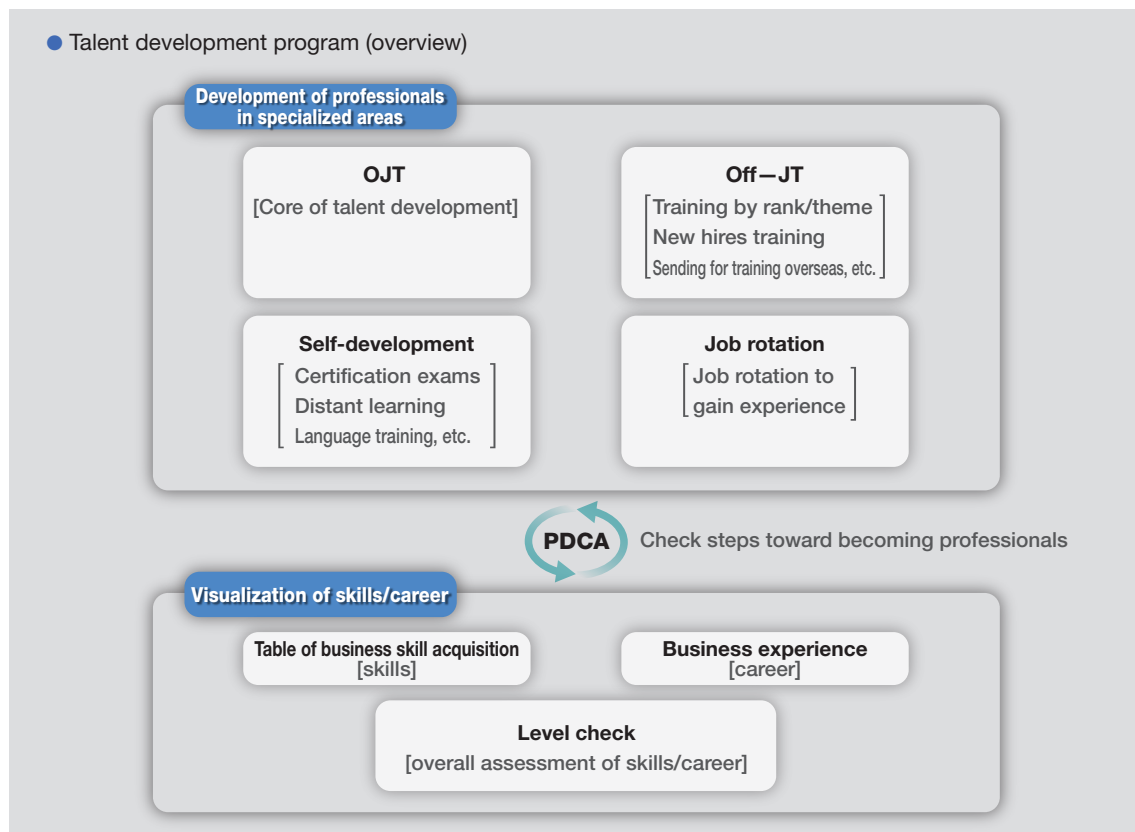 ● Talent development program (overview)
Development of professionals
in specialized areas
OJT
[Core of talent development]
Off—JT
Training by rank/theme
New hires training
Sending for training overseas, etc.
Self-development
Certification exams
Distant learning
Language training, etc.
Job rotation
Job rotation to
gain experience
PDCA
Check steps toward becoming professionals
Visualization of skills/career
Table of business skill acquisition
[skills]
Business experience
[career]
Level check
[overall assessment of skills/career]